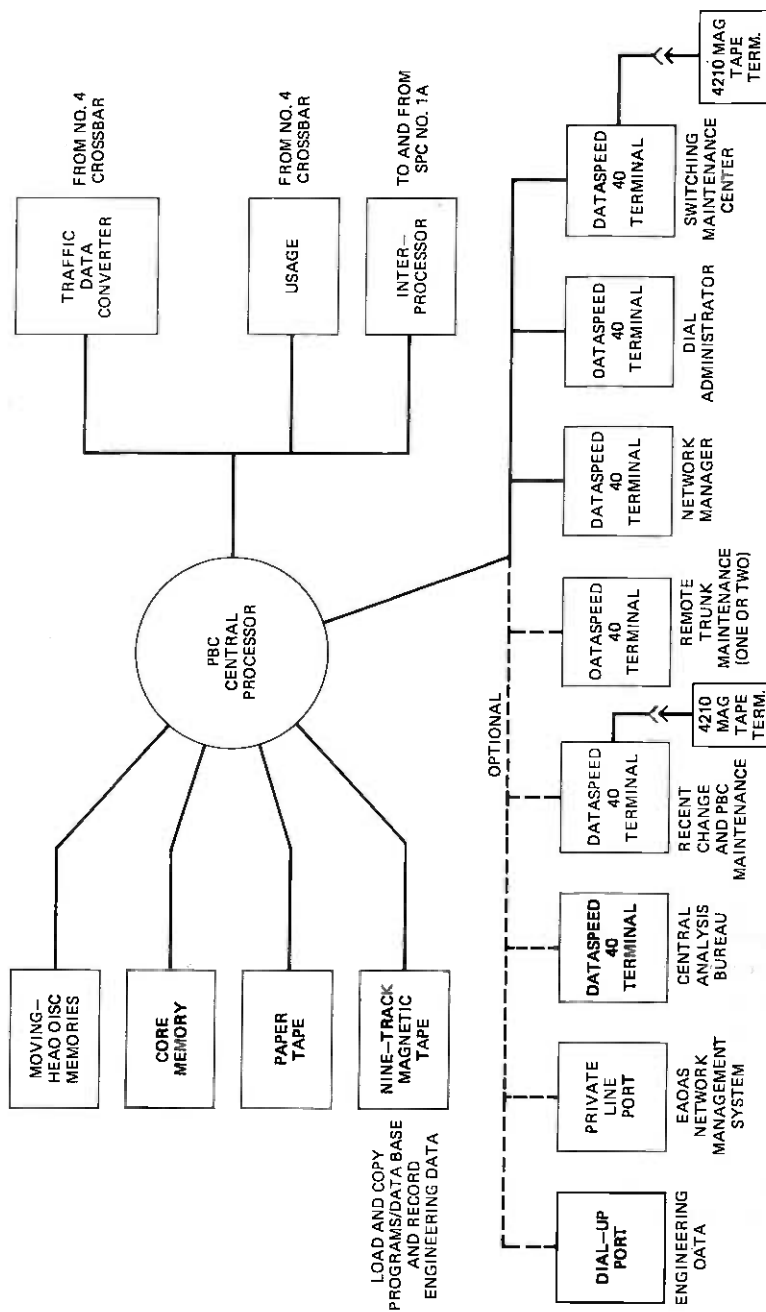 MOVING–
HEAD DISC
MEMORIES
CORE
MEMORY
PAPER
TAPE
NINE–TRACK
MAGNETIC
TAPE
LOAD AND COPY
PROGRAMS/DATA BASE
AND RECORD
ENGINEERING DATA
PBC
CENTRAL
PROCESSOR
TRAFFIC
DATA
CONVERTER
FROM NO. 4
CROSSBAR
USAGE
FROM NO. 4
CROSSBAR
INTER–
PROCESSOR
TO AND FROM
SPC NO. 1A
OPTIONAL
DIAL–UP
PORT
ENGINEERING
DATA
PRIVATE
LINE
PORT
EADAS
NETWORK
MANAGEMENT
SYSTEM
DATASPEED
40
TERMINAL
CENTRAL
ANALYSIS
BUREAU
DATASPEED
40
TERMINAL
RECENT
CHANGE
AND PBC
MAINTENANCE
4210
MAG
TAPE
TERM.
DATASPEED
40
TERMINAL
REMOTE
TRUNK
MAINTENANCE
(ONE OR TWO)
DATASPEED
40
TERMINAL
NETWORK
MANAGER
DATASPEED
40
TERMINAL
DIAL
ADMINISTRATOR
DATASPEED
40
TERMINAL
SWITCHING
MAINTENANCE
CENTER
4210 MAG
TAPE
TERM.